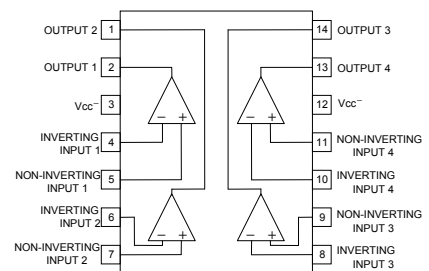 OUTPUT 2 1
OUTPUT 1 2
Vcc– 3
INVERTING
INPUT 1 4
NON-INVERTING
INPUT 1 5
INVERTING
INPUT 2 6
NON-INVERTING
INPUT 2 7
14 OUTPUT 3
13 OUTPUT 4
12 Vcc–
11 NON-INVERTING
INPUT 4
10 INVERTING
INPUT 4
9 NON-INVERTING
INPUT 3
8 INVERTING
INPUT 3
– +
– +
– +
– +